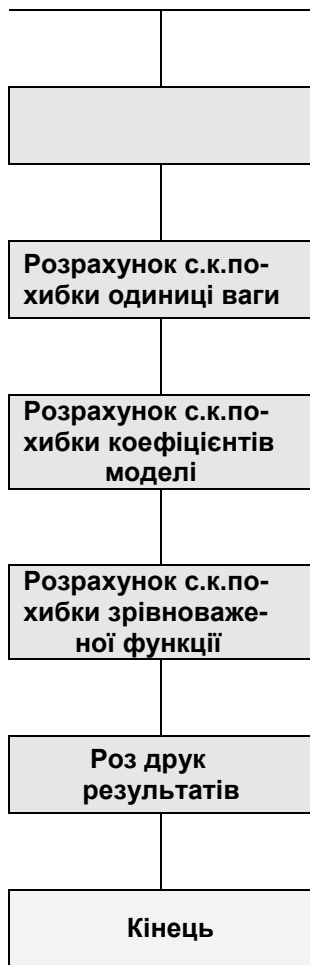 Розрахунок с.к.по-
хибки одиниці ваги
Розрахунок с.к.по-
хибки коефіцієнтів
моделі
Розрахунок с.к.по-
хибки зрівноваже-
ної функції
Роз друк
результатів
Кінець